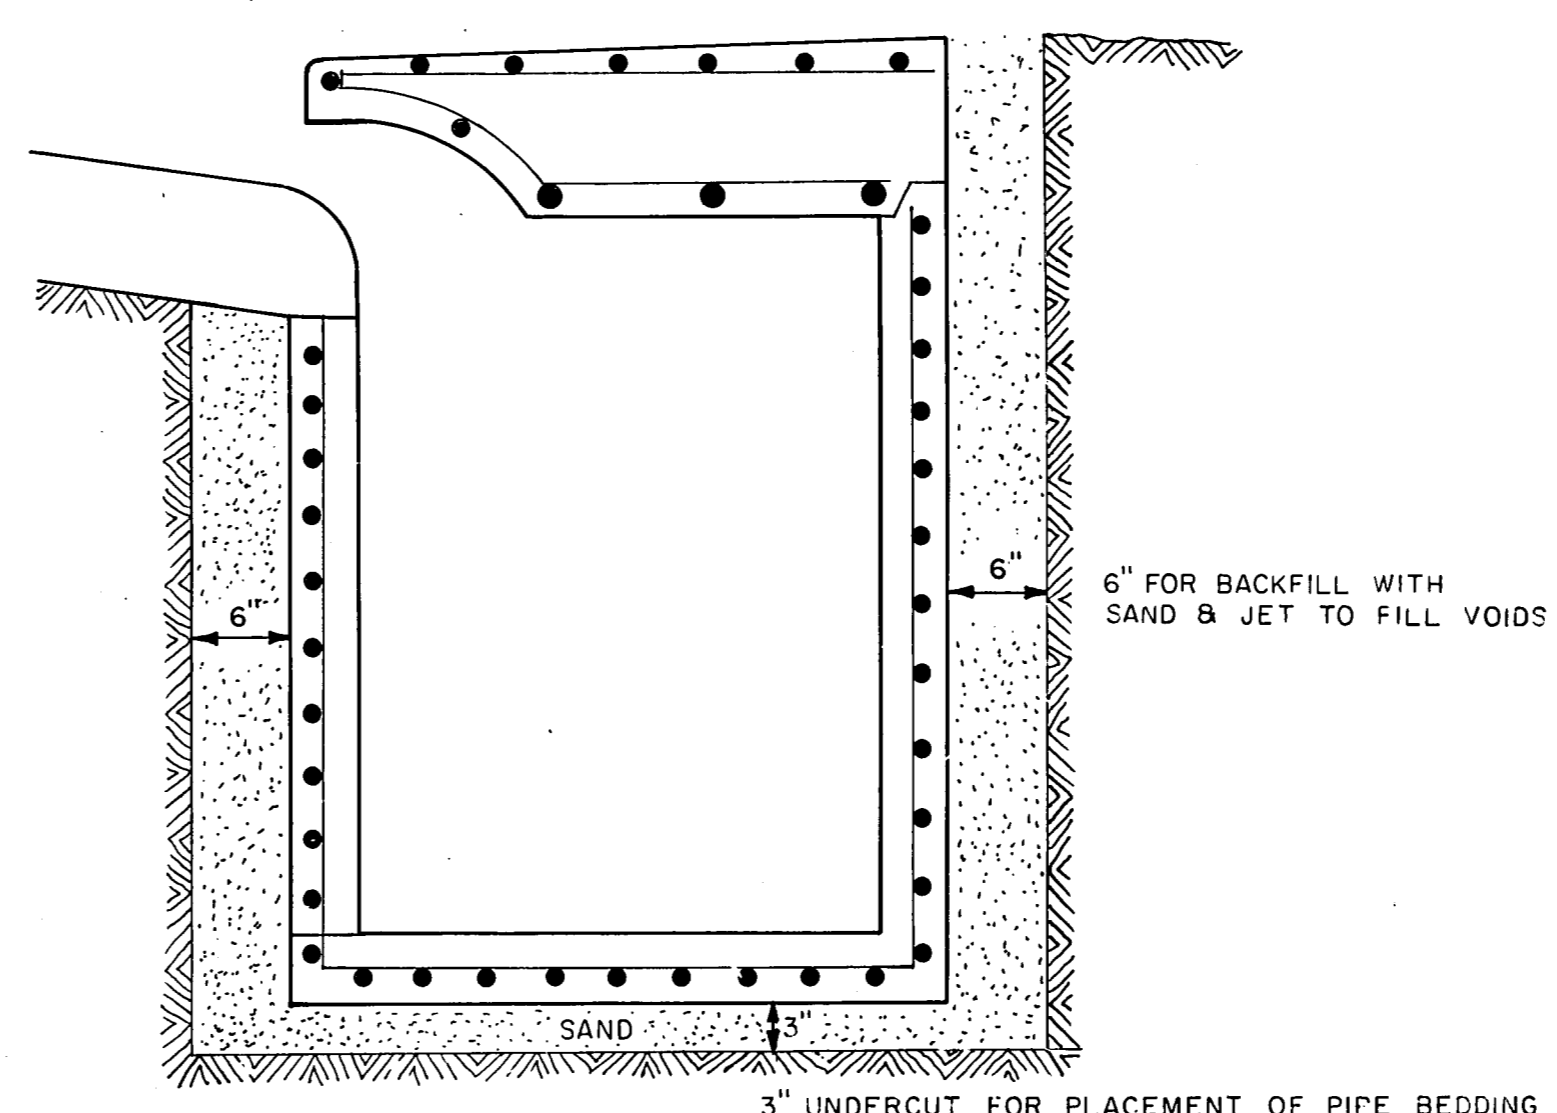 6"
6"
6" FOR BACKFILL WITH
SAND & JET TO FILL VOIDS
SAND
3"
3" UNDERCUT FOR PLACEMENT OF PIPE BEDDING